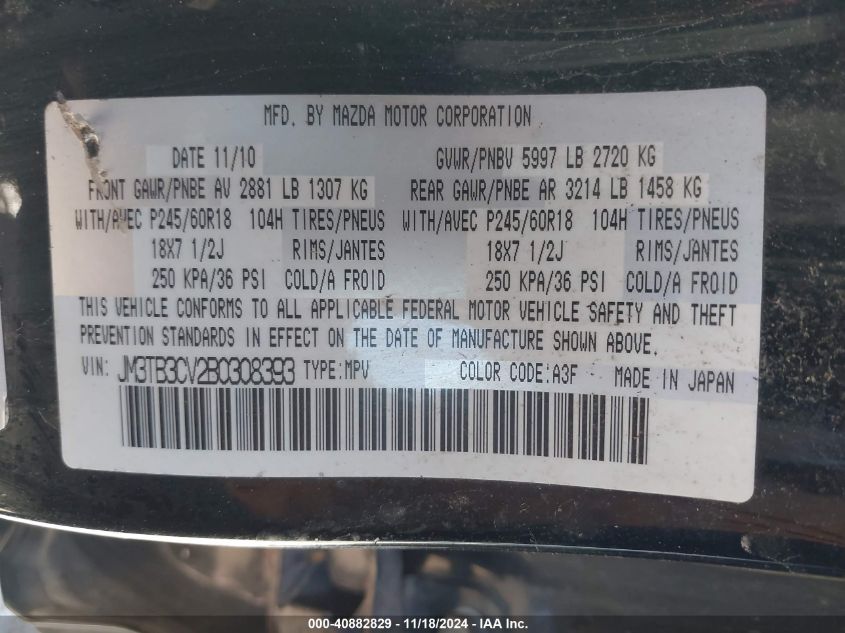 MFD. BY MAZDA MOTOR CORPORATION
DATE 11/10 GVWR/PNBV 5997 LB 2720 KG
FRONT GAWR/PNBE AV 2881 LB 1307 KG REAR GAWR/PNBE AR 3214 LB 1458 KG
WITH/AVEC P245/60R18 104H TIRES/PNEUS WITH/AVEC P245/60R18 104H TIRES/PNEUS
18X7 1/2J RIMS/JANTES 18X7 1/2J RIMS/JANTES
250 KPA/36 PSI COLD/A FROID 250 KPA/36 PSI COLD/A FROID
THIS VEHICLE CONFORMS TO ALL APPLICABLE FEDERAL MOTOR VEHICLE SAFETY AND THEFT
PREVENTION STANDARDS IN EFFECT ON THE DATE OF MANUFACTURE SHOWN ABOVE.
VIN: JM3TB3CV2B0308393 TYPE:MPV COLOR CODE:A3F MADE IN JAPAN
000-40882829 - 11/18/2024 - IAA Inc.